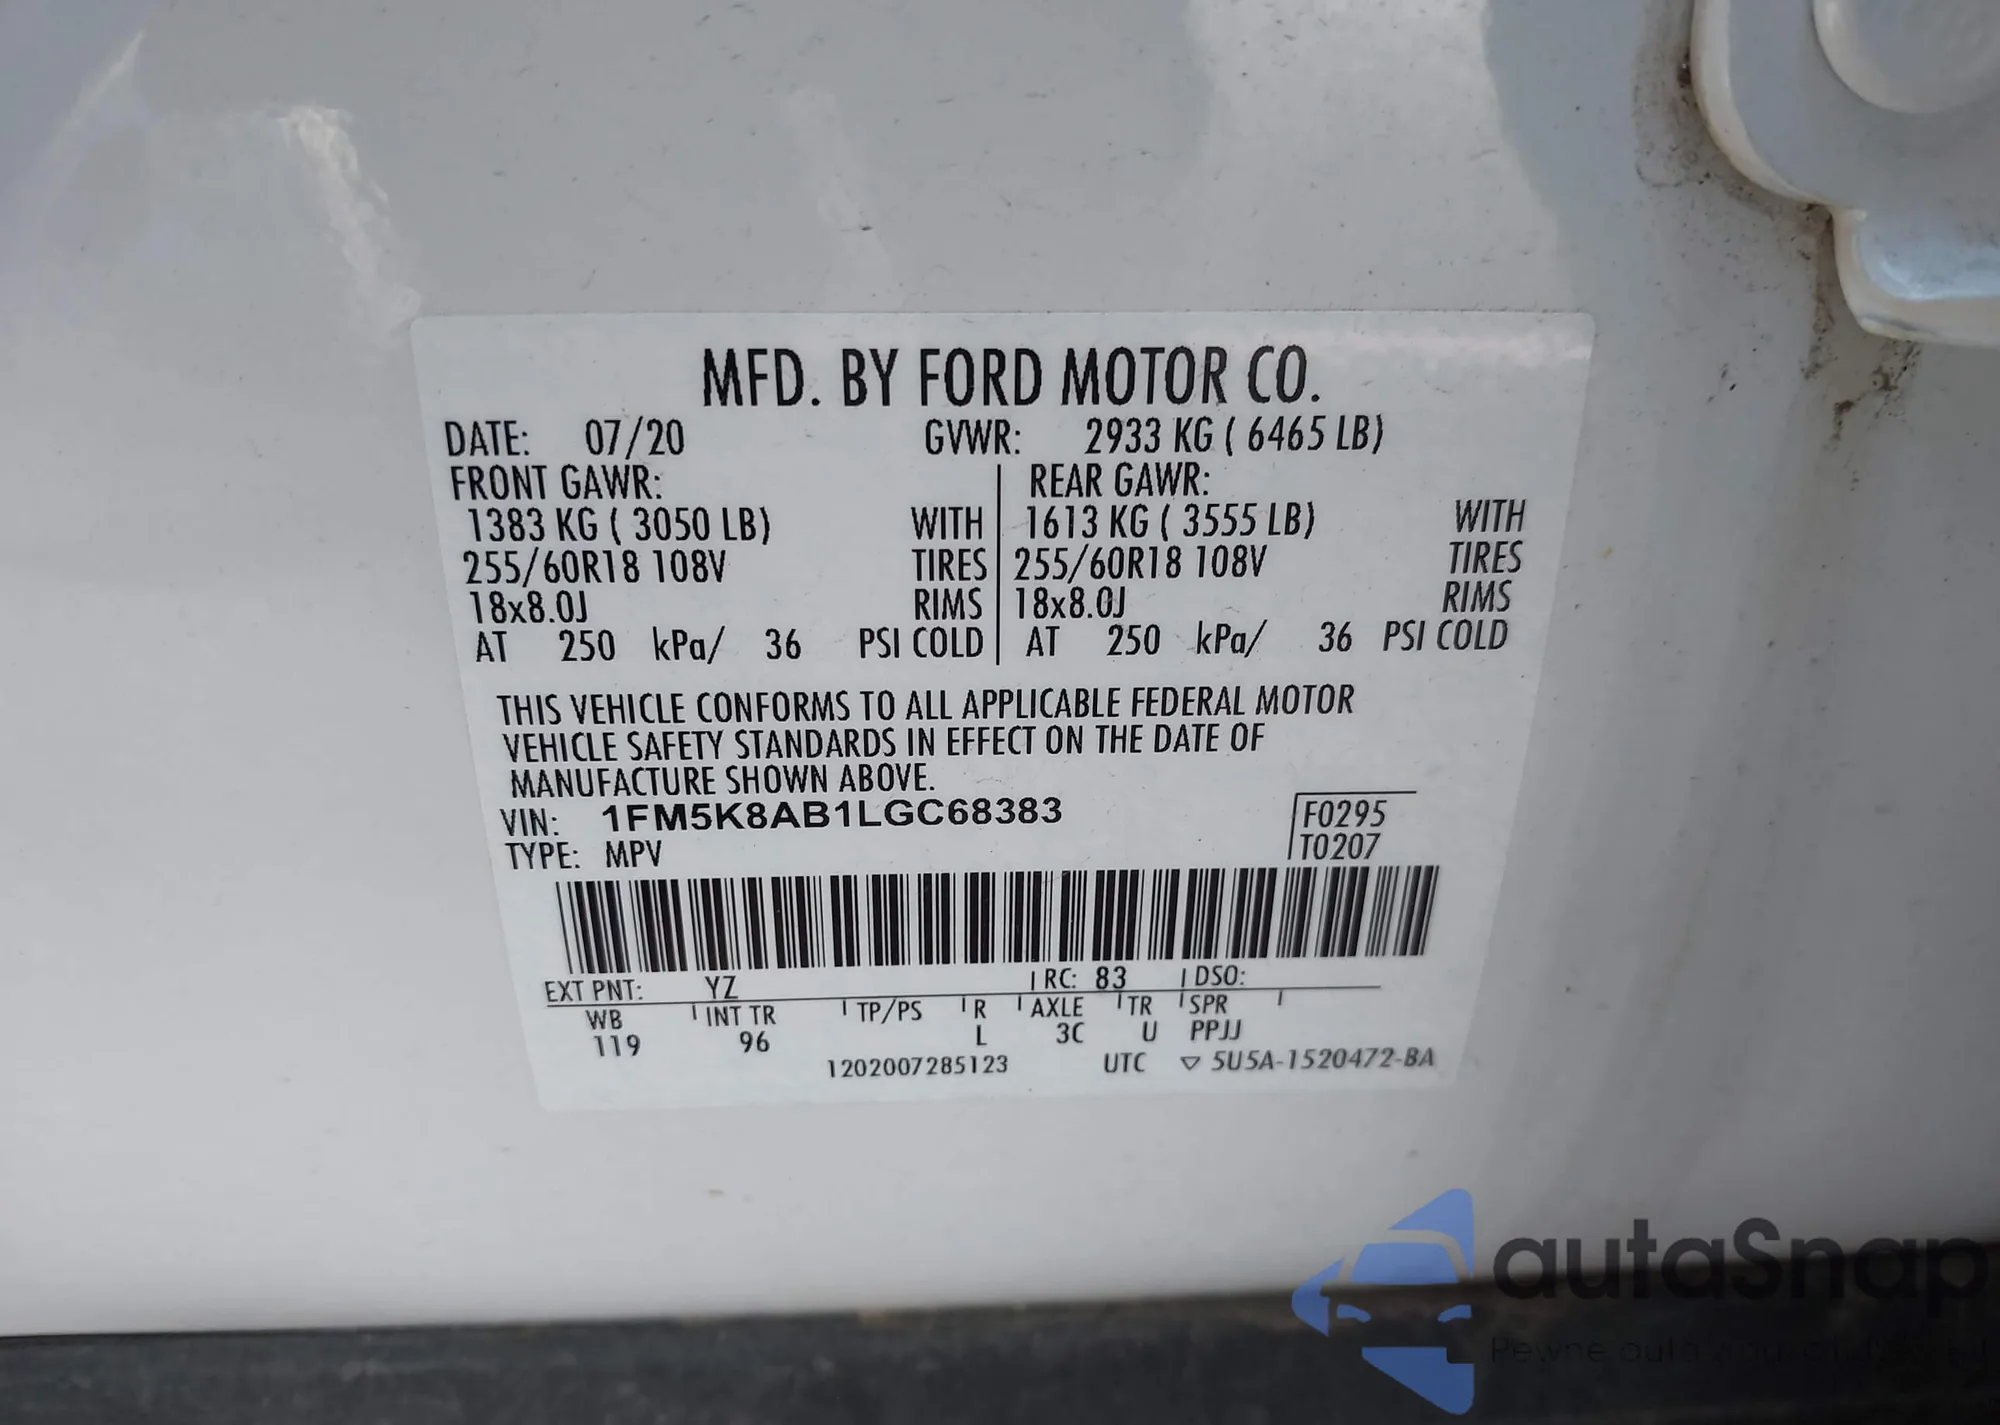 MFD. BY FORD MOTOR CO.
DATE: 07/20 GVWR: 2933 KG ( 6465 LB)
FRONT GAWR: REAR GAWR:
1383 KG ( 3050 LB) WITH 1613 KG ( 3555 LB) WITH
255/60R18 108V TIRES 255/60R18 108V TIRES
18x8.0J RIMS 18x8.0J RIMS
AT 250 kPa/ 36 PSI COLD AT 250 kPa/ 36 PSI COLD
THIS VEHICLE CONFORMS TO ALL APPLICABLE FEDERAL MOTOR
VEHICLE SAFETY STANDARDS IN EFFECT ON THE DATE OF
MANUFACTURE SHOWN ABOVE.
VIN: 1FM5K8AB1LGC68383 F0295
TYPE: MPV T0207
EXT PNT: YZ RC: 83 DSO:
WB INT TR TP/PS R AXLE TR SPR
119 96 L 3C U PPJJ
1202007285123 UTC ▽ 5U5A-1520472-BA
autaSnap
Pewne auta